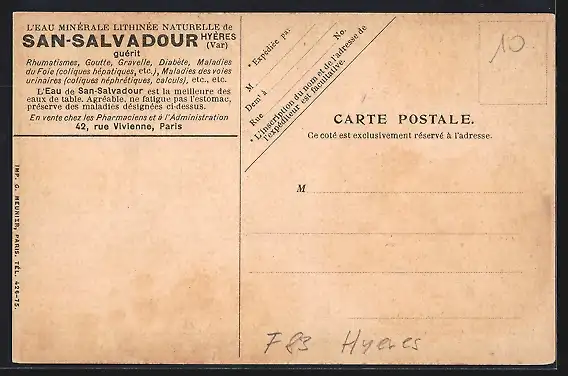 L'EAU MINÉRALE LITHINÉE NATURELLE de
SAN-SALVADOUR HYÈRES
(Var)
guérit
Rhumatismes, Goutte, Gravelle, Diabète, Maladies
du Foie (coliques hépatiques, etc.), Maladies des voies
urinaires (coliques néphrétiques, calculs), etc., etc.
L'Eau de San-Salvadour est la meilleure des
eaux de table. Agréable, ne fatigue pas l'estomac,
préserve des maladies désignées ci-dessus.
En vente chez les Pharmaciens et à l'Administration
42, rue Vivienne, Paris
* Expédiée par
M
Dem' à
Rue
No.
* L'inscription du nom et de l'adresse de
l'expéditeur est facultative.
10
CARTE POSTALE.
Ce coté est exclusivement réservé à l'adresse.
M
IMP. G. MEUNIER, PARIS. TÉL. 424-75.
F 83 Hyeres